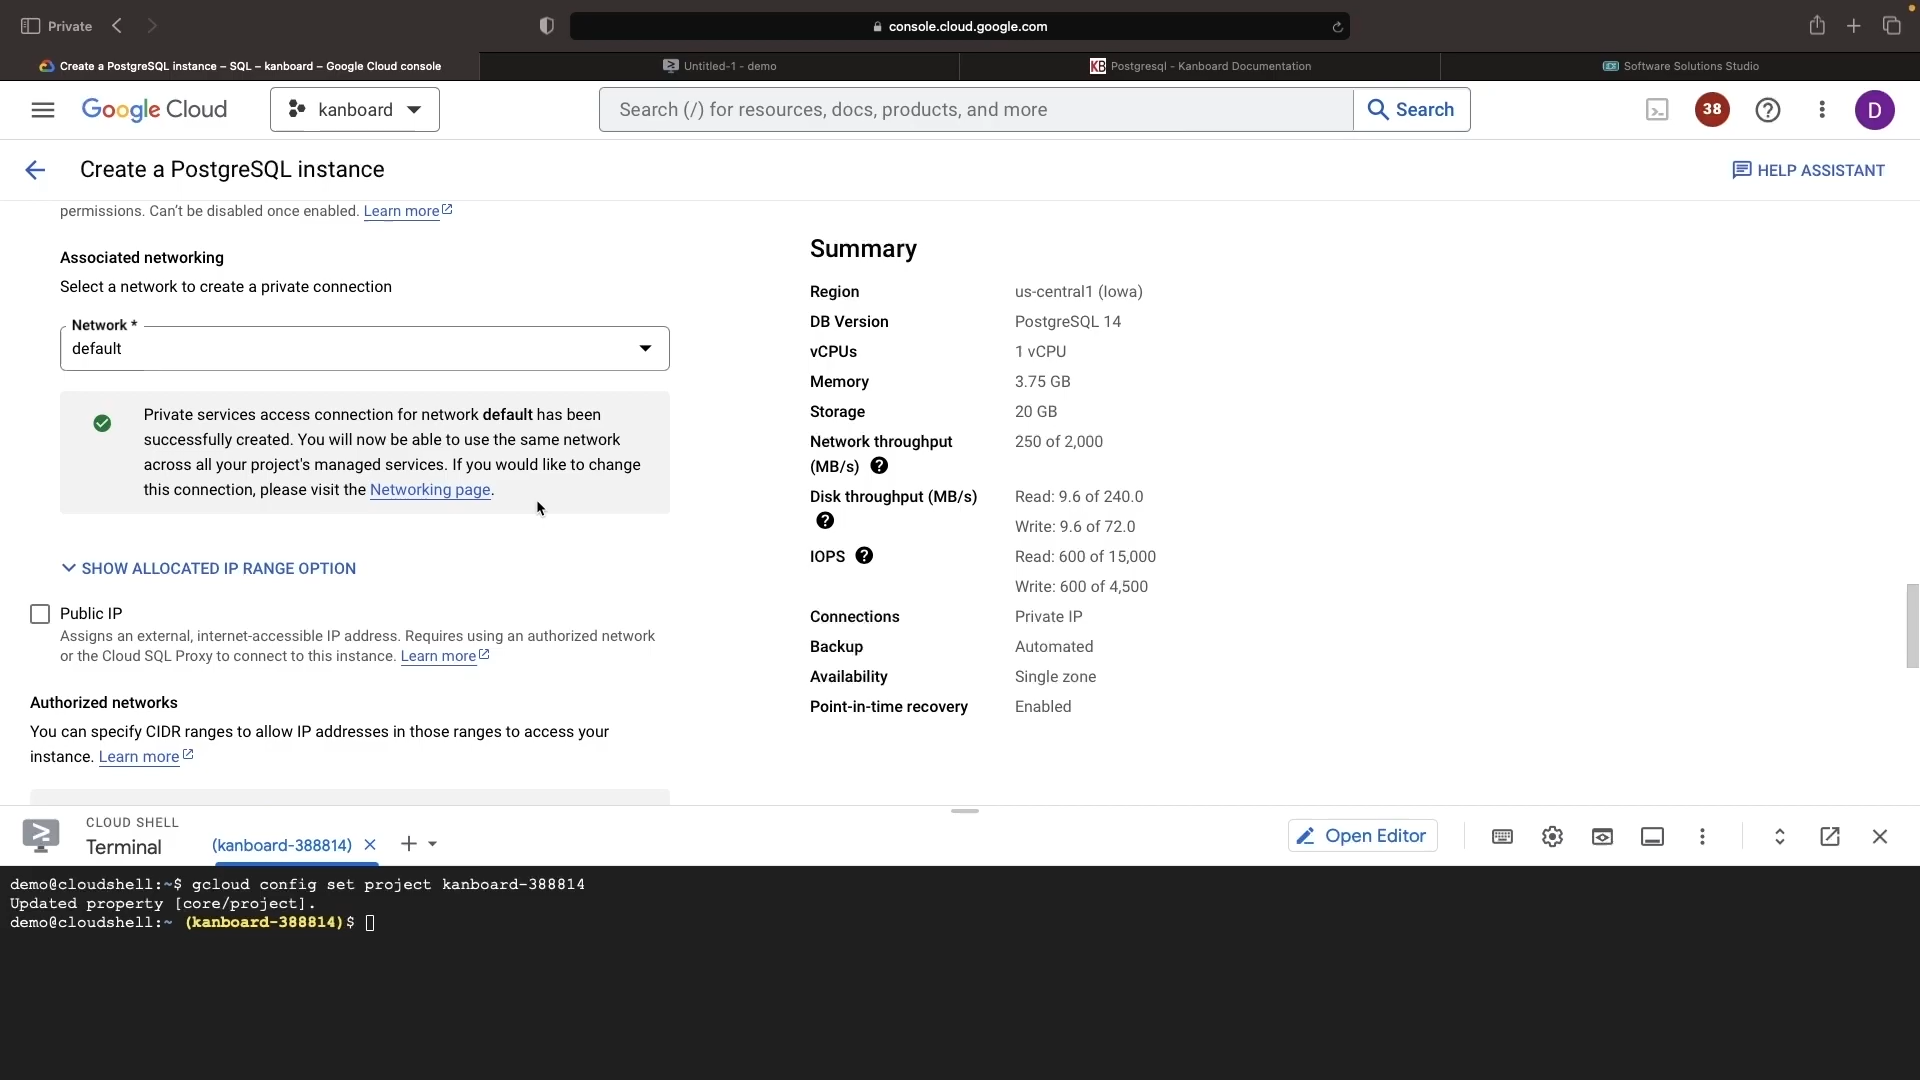 Private
console.cloud.google.com
Create a PostgreSQL instance – SQL – kanboard – Google Cloud console
Untitled-1 - demo
KB Postgresql - Kanboard Documentation
Software Solutions Studio
Google Cloud
kanboard
Search (/) for resources, docs, products, and more
Search
38
D
Create a PostgreSQL instance
HELP ASSISTANT
permissions. Can't be disabled once enabled. Learn more
Associated networking
Select a network to create a private connection
Network *
default
Private services access connection for network default has been
successfully created. You will now be able to use the same network
across all your project's managed services. If you would like to change
this connection, please visit the Networking page.
SHOW ALLOCATED IP RANGE OPTION
Public IP
Assigns an external, internet-accessible IP address. Requires using an authorized network
or the Cloud SQL Proxy to connect to this instance. Learn more
Authorized networks
You can specify CIDR ranges to allow IP addresses in those ranges to access your
instance. Learn more
Summary
Region us-central1 (Iowa)
DB Version PostgreSQL 14
vCPUs 1 vCPU
Memory 3.75 GB
Storage 20 GB
Network throughput 250 of 2,000
(MB/s)
Disk throughput (MB/s) Read: 9.6 of 240.0
Write: 9.6 of 72.0
IOPS Read: 600 of 15,000
Write: 600 of 4,500
Connections Private IP
Backup Automated
Availability Single zone
Point-in-time recovery Enabled
CLOUD SHELL
Terminal
(kanboard-388814)
Open Editor
demo@cloudshell:~$ gcloud config set project kanboard-388814
Updated property [core/project].
demo@cloudshell:~ (kanboard-388814)$